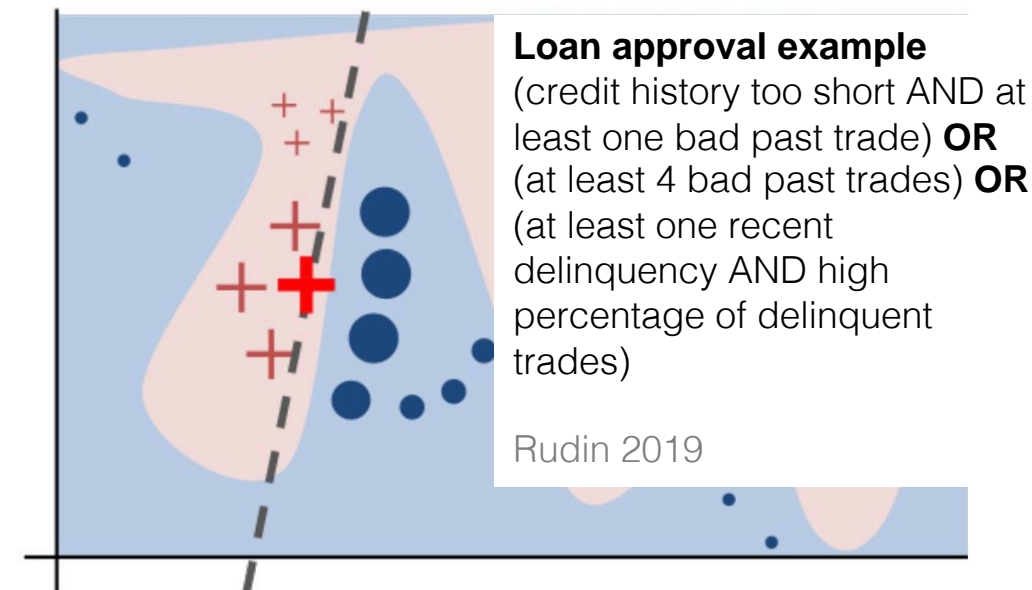 Loan approval example
(credit history too short AND at
least one bad past trade) OR
(at least 4 bad past trades) OR
(at least one recent
delinquency AND high
percentage of delinquent
trades)
Rudin 2019